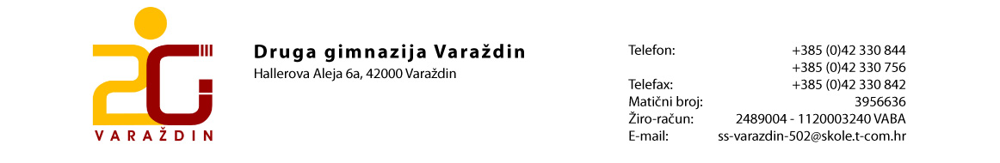 2G
VARAŽDIN
Druga gimnazija Varaždin
Hallerova Aleja 6a, 42000 Varaždin
Telefon: +385 (0)42 330 844
+385 (0)42 330 756
Telefax: +385 (0)42 330 842
Matični broj: 3956636
Žiro-račun: 2489004 - 1120003240 VABA
E-mail: ss-varazdin-502@skole.t-com.hr